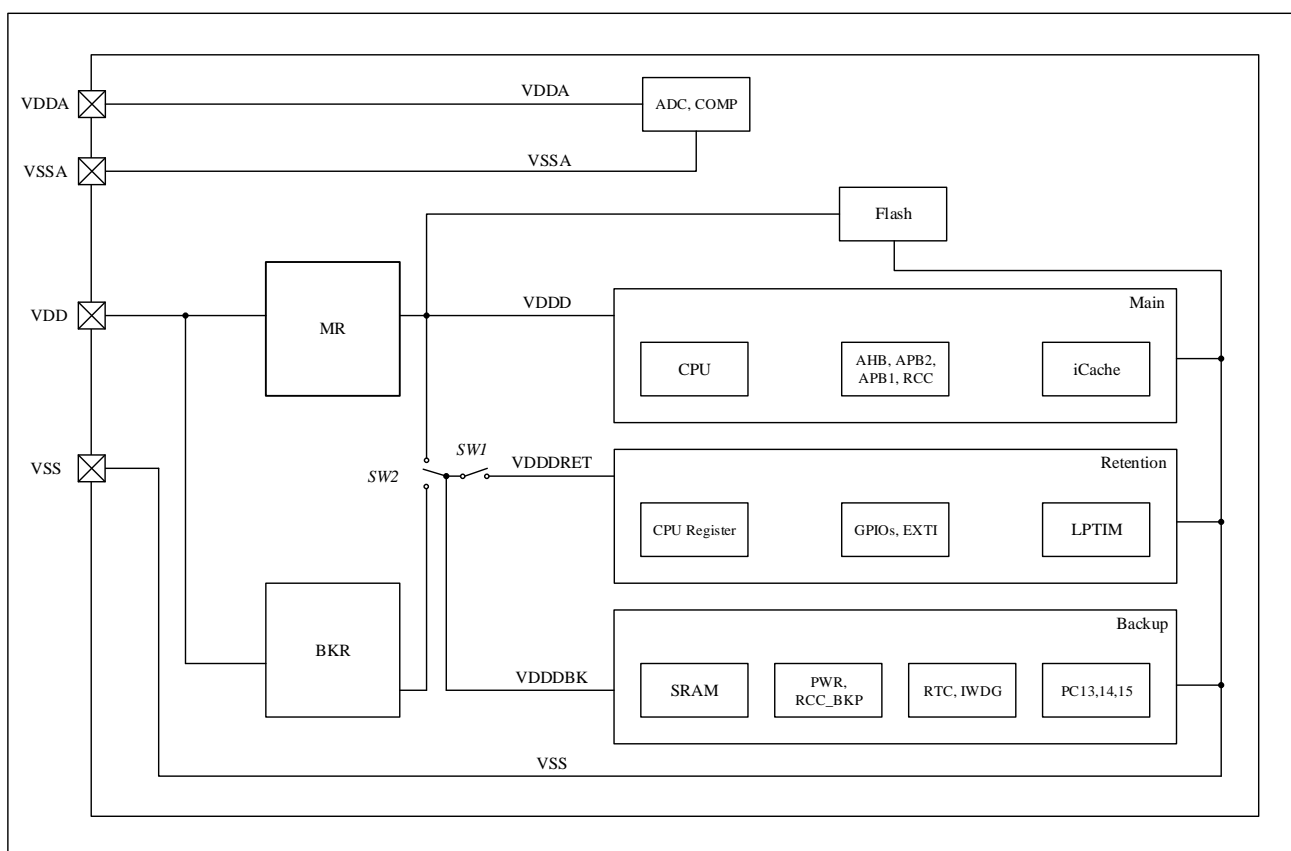 VDDA
VDDA
ADC, COMP
VSSA
VSSA
Flash
VDD
MR
VDDD
Main
CPU
AHB, APB2,
APB1, RCC
iCache
VSS
SW2
SW1
VDDDRET
Retention
CPU Register
GPIOs, EXTI
LPTIM
BKR
VDDDBK
Backup
SRAM
PWR,
RCC_BKP
RTC, IWDG
PC13,14,15
VSS